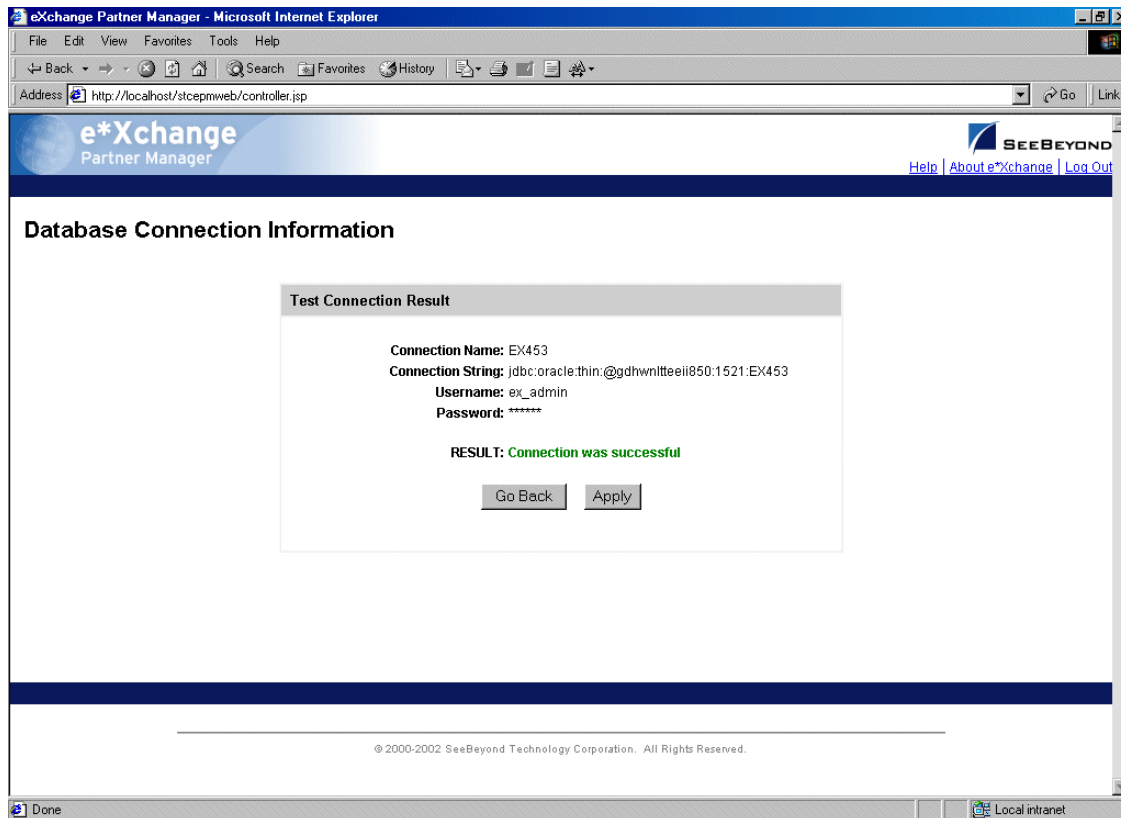 eXchange Partner Manager - Microsoft Internet Explorer
File Edit View Favorites Tools Help
Back Search Favorites History
Address http://localhost/stcepmweb/controller.jsp Go Link
e*Xchange
Partner Manager
SEEBEYOND
Help | About e*Xchange | Log Out
Database Connection Information
Test Connection Result
Connection Name: EX453
Connection String: jdbc:oracle:thin:@gdhwnltteeii850:1521:EX453
Username: ex_admin
Password: ******
RESULT: Connection was successful
Go Back Apply
© 2000-2002 SeeBeyond Technology Corporation. All Rights Reserved.
Done Local intranet